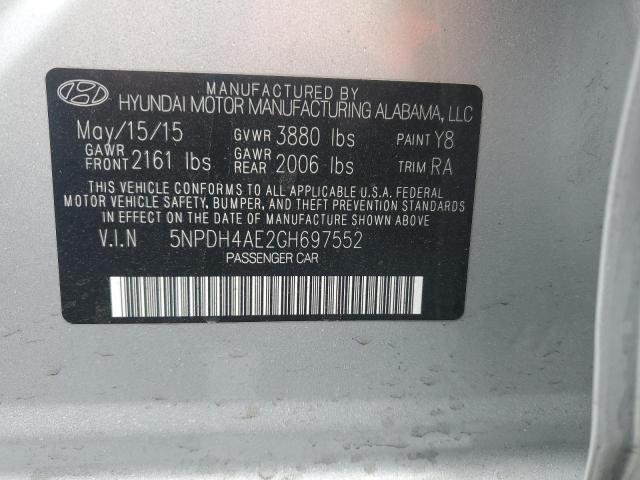 MANUFACTURED BY
HYUNDAI MOTOR MANUFACTURING ALABAMA, LLC
May/15/15 GVWR 3880 lbs PAINT Y8
GAWR FRONT 2161 lbs GAWR REAR 2006 lbs TRIM RA
THIS VEHICLE CONFORMS TO ALL APPLICABLE U.S.A. FEDERAL
MOTOR VEHICLE SAFETY, BUMPER, AND THEFT PREVENTION STANDARDS
IN EFFECT ON THE DATE OF MANUFACTURE SHOWN ABOVE
V.I.N 5NPDH4AE2GH697552
PASSENGER CAR